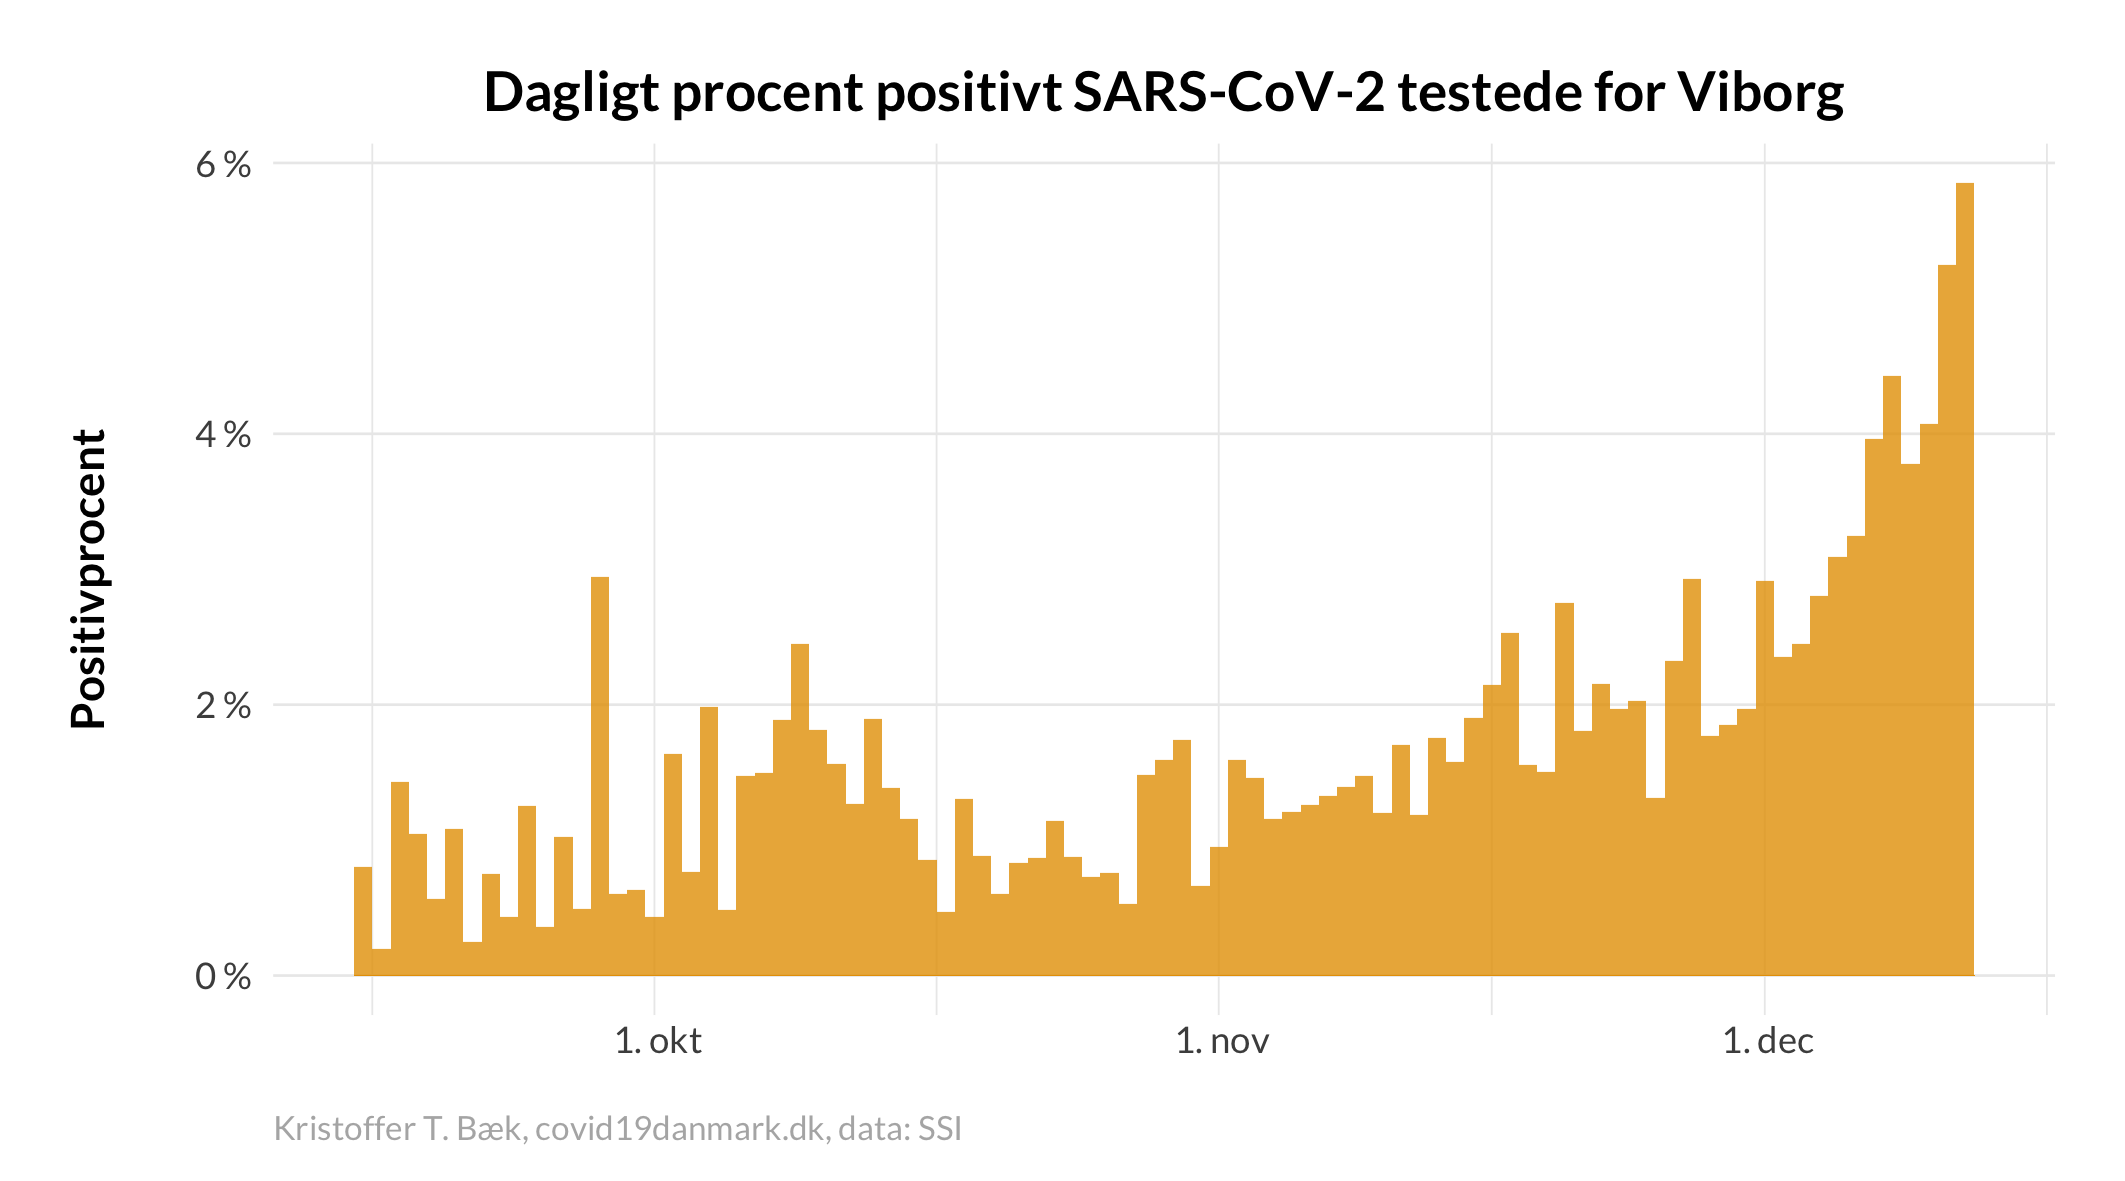 Dagligt procent positivt SARS-CoV-2 testede for Viborg
Positivprocent
6 %
4 %
2 %
0 %
1. okt
1. nov
1. dec
Kristoffer T. Bæk, covid19danmark.dk, data: SSI